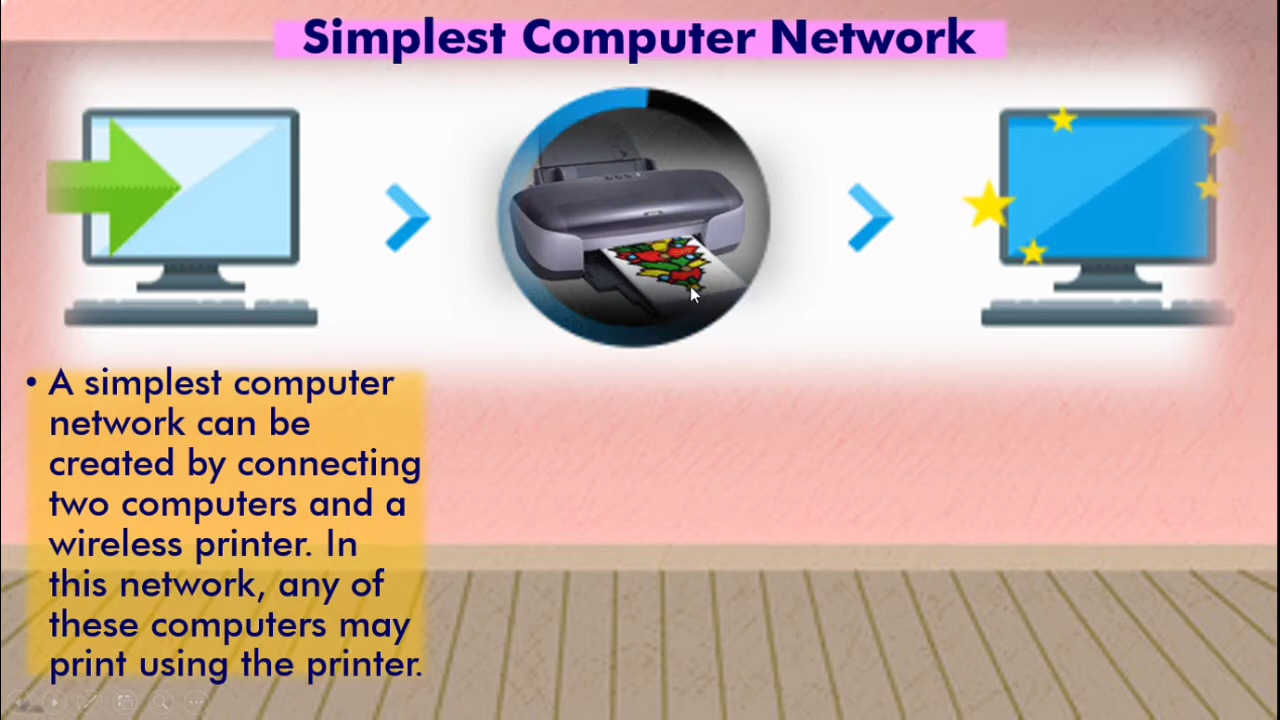 Simplest Computer Network
• A simplest computer
network can be
created by connecting
two computers and a
wireless printer. In
this network, any of
these computers may
print using the printer.